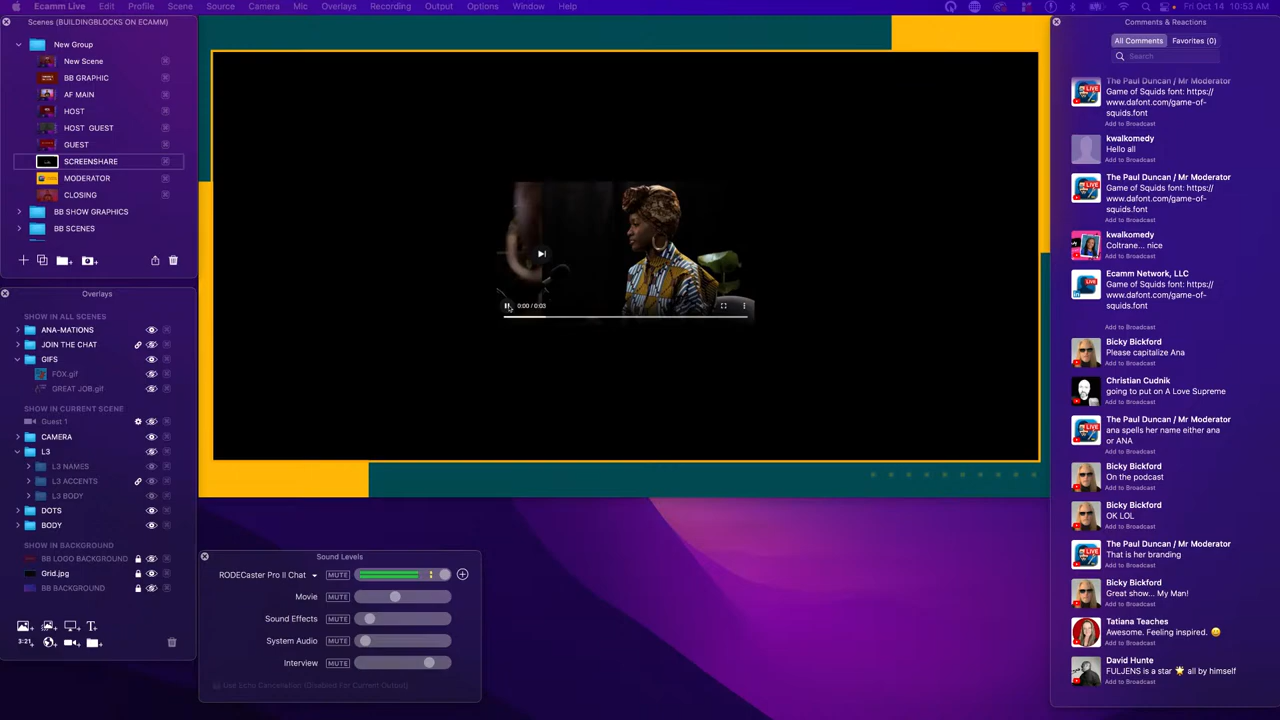 Ecamm Live Edit Profile Scene Source Camera Mic Overlays Recording Output Options Window Help Fri Oct 14 10:53 AM
Scenes (BUILDINGBLOCKS ON ECAMM)
New Group
New Scene
BB GRAPHIC
AF MAIN
HOST
HOST GUEST
GUEST
SCREENSHARE
MODERATOR
CLOSING
BB SHOW GRAPHICS
BB SCENES
Overlays
SHOW IN ALL SCENES
ANA-MATIONS
JOIN THE CHAT
GIFS
FOX.gif
GREAT JOB.gif
SHOW IN CURRENT SCENE
Guest 1
CAMERA
L3
L3 NAMES
L3 ACCENTS
L3 BODY
DOTS
BODY
SHOW IN BACKGROUND
BB LOGO BACKGROUND
Grid.jpg
BB BACKGROUND
3:21
0:00 / 0:03
Sound Levels
RODECaster Pro II Chat MUTE
Movie MUTE
Sound Effects MUTE
System Audio MUTE
Interview MUTE
Use Echo Cancellation (Disabled For Current Output)
Comments & Reactions
All Comments Favorites (0)
Search
The Paul Duncan / Mr Moderator
Game of Squids font: https://
www.dafont.com/game-of-
squids.font
Add to Broadcast
kwalkomedy
Hello all
Add to Broadcast
The Paul Duncan / Mr Moderator
Game of Squids font: https://
www.dafont.com/game-of-
squids.font
Add to Broadcast
kwalkomedy
Coltrane... nice
Add to Broadcast
Ecamm Network, LLC
Game of Squids font: https://
www.dafont.com/game-of-
squids.font
Add to Broadcast
Bicky Bickford
Please capitalize Ana
Add to Broadcast
Christian Cudnik
going to put on A Love Supreme
Add to Broadcast
The Paul Duncan / Mr Moderator
ana spells her name either ana
or ANA
Add to Broadcast
Bicky Bickford
On the podcast
Add to Broadcast
Bicky Bickford
OK LOL
Add to Broadcast
The Paul Duncan / Mr Moderator
That is her branding
Add to Broadcast
Bicky Bickford
Great show... My Man!
Add to Broadcast
Tatiana Teaches
Awesome. Feeling inspired. 😀
Add to Broadcast
David Hunte
FULJENS is a star 🌟 all by himself
Add to Broadcast